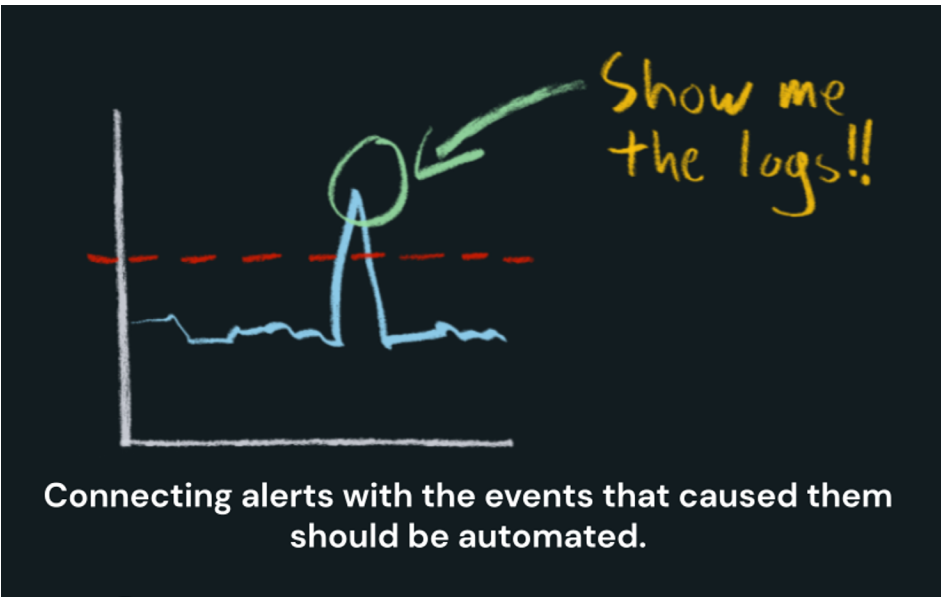 Show me
the logs!!
Connecting alerts with the events that caused them
should be automated.